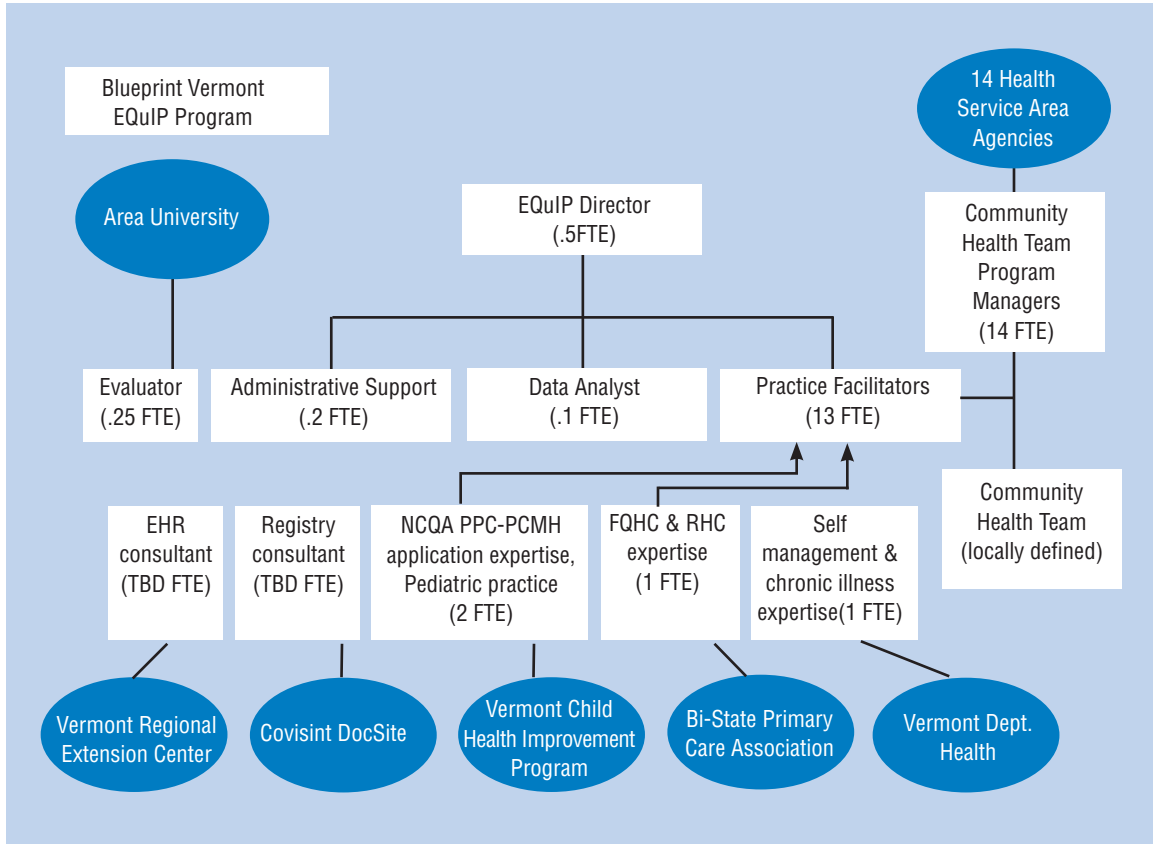 Blueprint Vermont
EQuIP Program
14 Health
Service Area
Agencies
Area University
EQuIP Director
(.5FTE)
Community
Health Team
Program
Managers
(14 FTE)
Evaluator
(.25 FTE)
Administrative Support
(.2 FTE)
Data Analyst
(.1 FTE)
Practice Facilitators
(13 FTE)
EHR
consultant
(TBD FTE)
Registry
consultant
(TBD FTE)
NCQA PPC-PCMH
application expertise,
Pediatric practice
(2 FTE)
FQHC & RHC
expertise
(1 FTE)
Self
management &
chronic illness
expertise(1 FTE)
Community
Health Team
(locally defined)
Vermont Regional
Extension Center
Covisint DocSite
Vermont Child
Health Improvement
Program
Bi-State Primary
Care Association
Vermont Dept.
Health